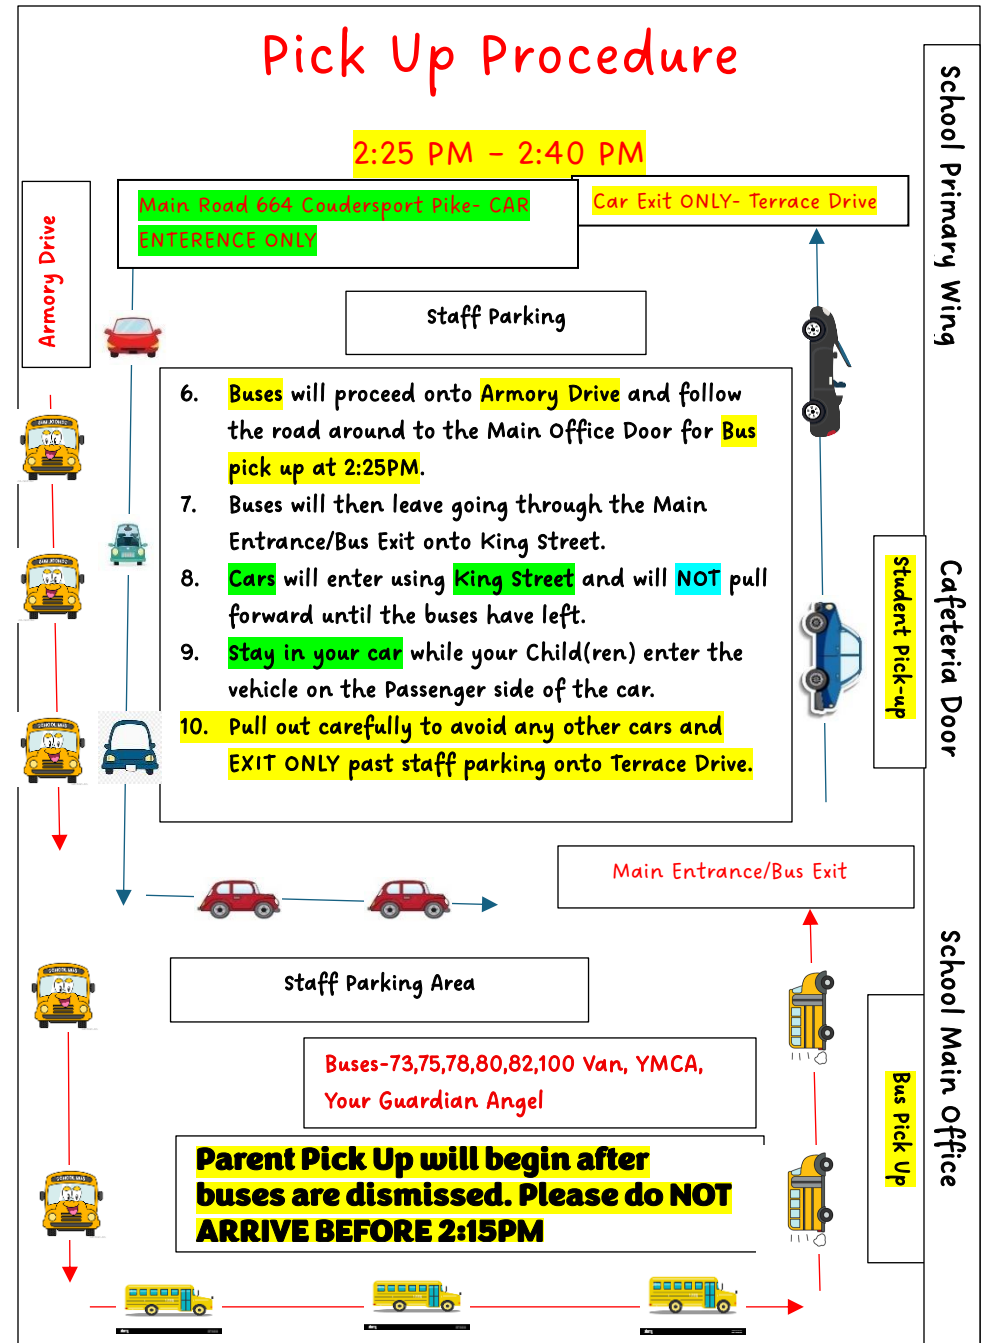 Pick Up Procedure
2:25 PM – 2:40 PM
Main Road 664 Coudersport Pike- CAR
ENTERENCE ONLY
Car Exit ONLY- Terrace Drive
Armory Drive
School Primary Wing
Staff Parking
6. Buses will proceed onto Armory Drive and follow
the road around to the Main Office Door for Bus
pick up at 2:25PM.
7. Buses will then leave going through the Main
Entrance/Bus Exit onto King Street.
8. Cars will enter using King Street and will NOT pull
forward until the buses have left.
9. Stay in your car while your Child(ren) enter the
vehicle on the Passenger side of the car.
10. Pull out carefully to avoid any other cars and
EXIT ONLY past staff parking onto Terrace Drive.
Student Pick-up
Cafeteria Door
Main Entrance/Bus Exit
Staff Parking Area
School Main Office
Buses-73,75,78,80,82,100 Van, YMCA,
Your Guardian Angel
Bus Pick Up
Parent Pick Up will begin after
buses are dismissed. Please do NOT
ARRIVE BEFORE 2:15PM